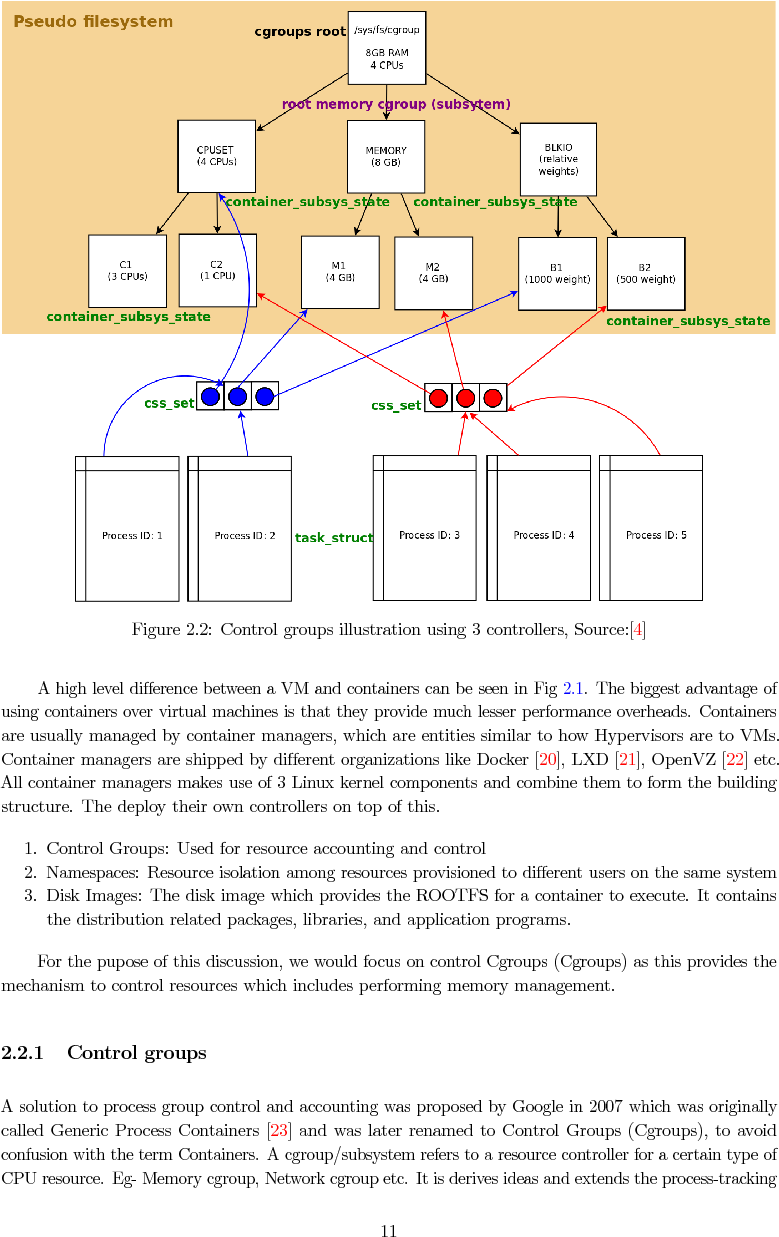 Pseudo filesystem
cgroups root
/sys/fs/cgroup
8GB RAM
4 CPUs
root memory cgroup (subsytem)
CPUSET
(4 CPUs)
MEMORY
(8 GB)
BLKIO
(relative
weights)
container_subsys_state
container_subsys_state
C1
(3 CPUs)
C2
(1 CPU)
M1
(4 GB)
M2
(4 GB)
B1
(1000 weight)
B2
(500 weight)
container_subsys_state
container_subsys_state
css_set
css_set
Process ID: 1
Process ID: 2
task_struct
Process ID: 3
Process ID: 4
Process ID: 5
Figure 2.2: Control groups illustration using 3 controllers, Source:[4]
A high level difference between a VM and containers can be seen in Fig 2.1. The biggest advantage of
using containers over virtual machines is that they provide much lesser performance overheads. Containers
are usually managed by container managers, which are entities similar to how Hypervisors are to VMs.
Container managers are shipped by different organizations like Docker [20], LXD [21], OpenVZ [22] etc.
All container managers makes use of 3 Linux kernel components and combine them to form the building
structure. The deploy their own controllers on top of this.
1. Control Groups: Used for resource accounting and control
2. Namespaces: Resource isolation among resources provisioned to different users on the same system
3. Disk Images: The disk image which provides the ROOTFS for a container to execute. It contains
the distribution related packages, libraries, and application programs.
For the pupose of this discussion, we would focus on control Cgroups (Cgroups) as this provides the
mechanism to control resources which includes performing memory management.
2.2.1 Control groups
A solution to process group control and accounting was proposed by Google in 2007 which was originally
called Generic Process Containers [23] and was later renamed to Control Groups (Cgroups), to avoid
confusion with the term Containers. A cgroup/subsystem refers to a resource controller for a certain type of
CPU resource. Eg- Memory cgroup, Network cgroup etc. It is derives ideas and extends the process-tracking
11